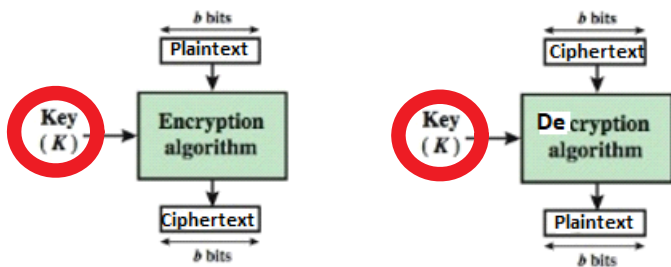 b bits
Plaintext
Key
(K)
Encryption
algorithm
Ciphertext
b bits
b bits
Ciphertext
Key
(K)
Decryption
algorithm
Plaintext
b bits